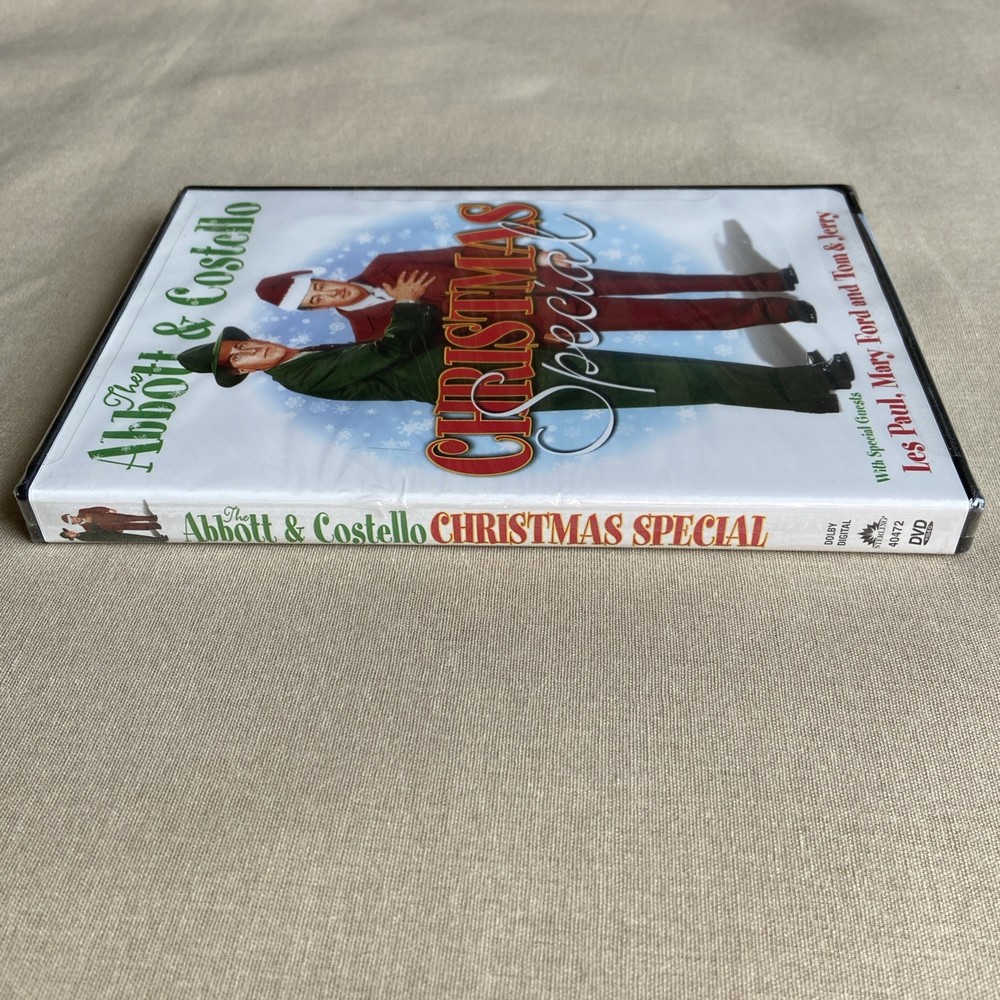 The
Abbott & Costello
CHRISTMAS
Special
With Special Guests
Les Paul, Mary Ford and Tom & Jerry
The
Abbott & Costello CHRISTMAS SPECIAL
DOLBY
DIGITAL
40472
DVD